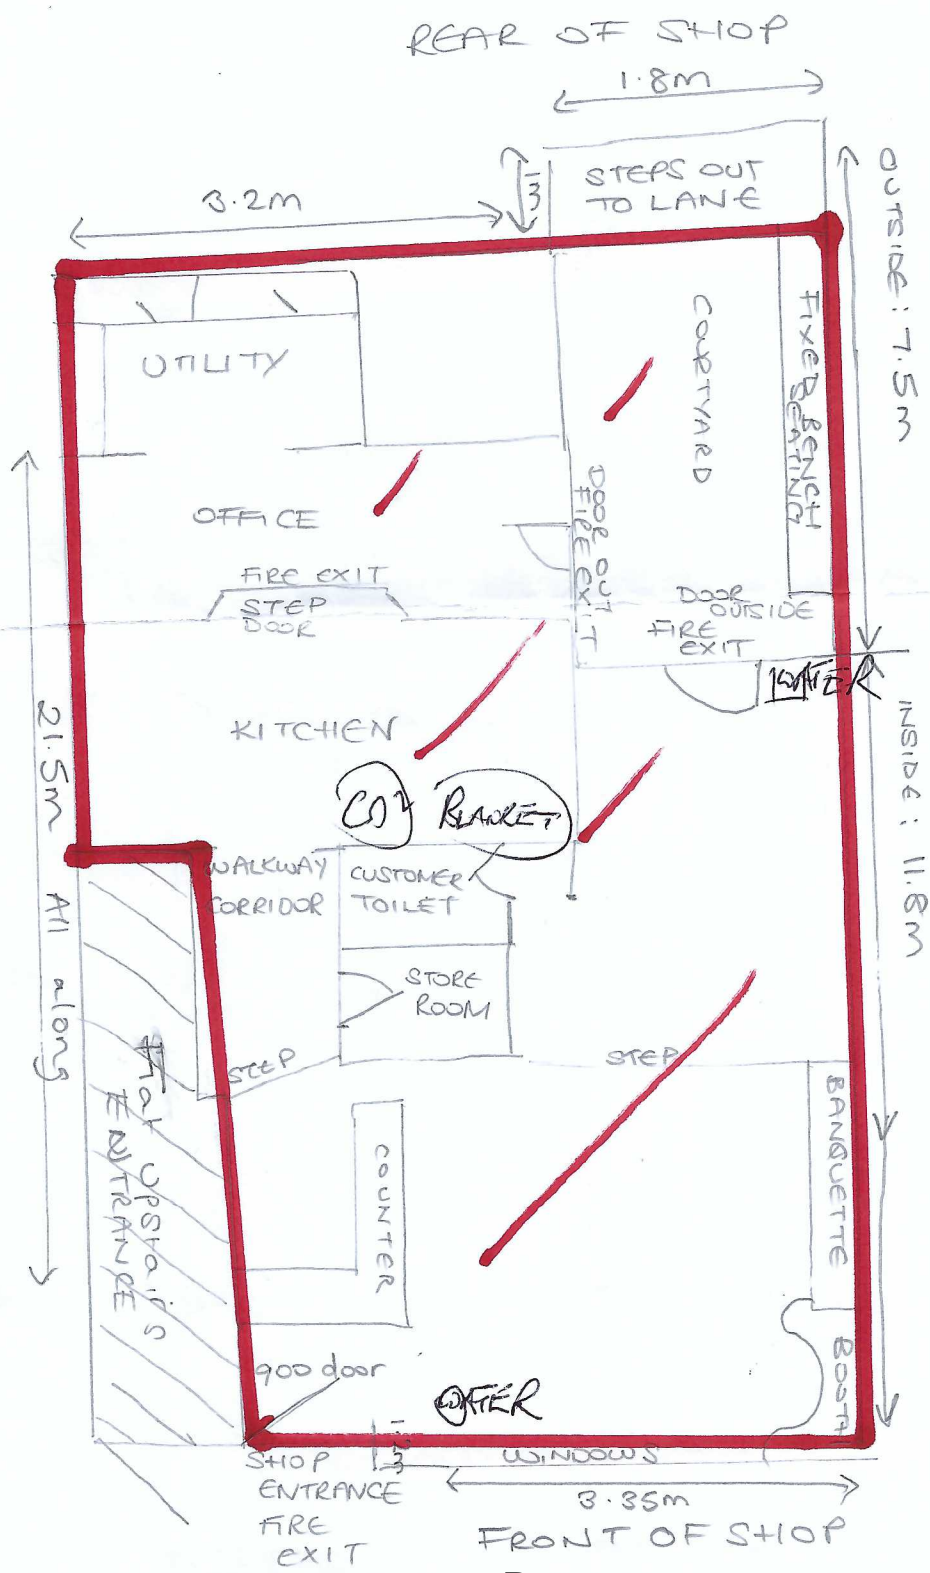 REAR OF SHOP
1.8m
STEPS OUT
TO LANE
3.2m
OUTSIDE: 7.5m
UTILITY
COURTYARD
FIXED BENCH
SEATING
OFFICE
DOOR OUT
FIRE EXIT
FIRE EXIT
STEP
DOOR
DOOR
OUTSIDE
FIRE
EXIT
KITCHEN
INSIDE: 11.8m
CO2
BLANKET
21.5m All along
WALKWAY
CORRIDOR
CUSTOMER
TOILET
STORE
ROOM
STEP
STEP
Flat upstairs
ENTRANCE
COUNTER
BANQUETTE
BOOTH
900 door
SHOP
ENTRANCE
FIRE
EXIT
WINDOWS
3.35m
FRONT OF SHOP